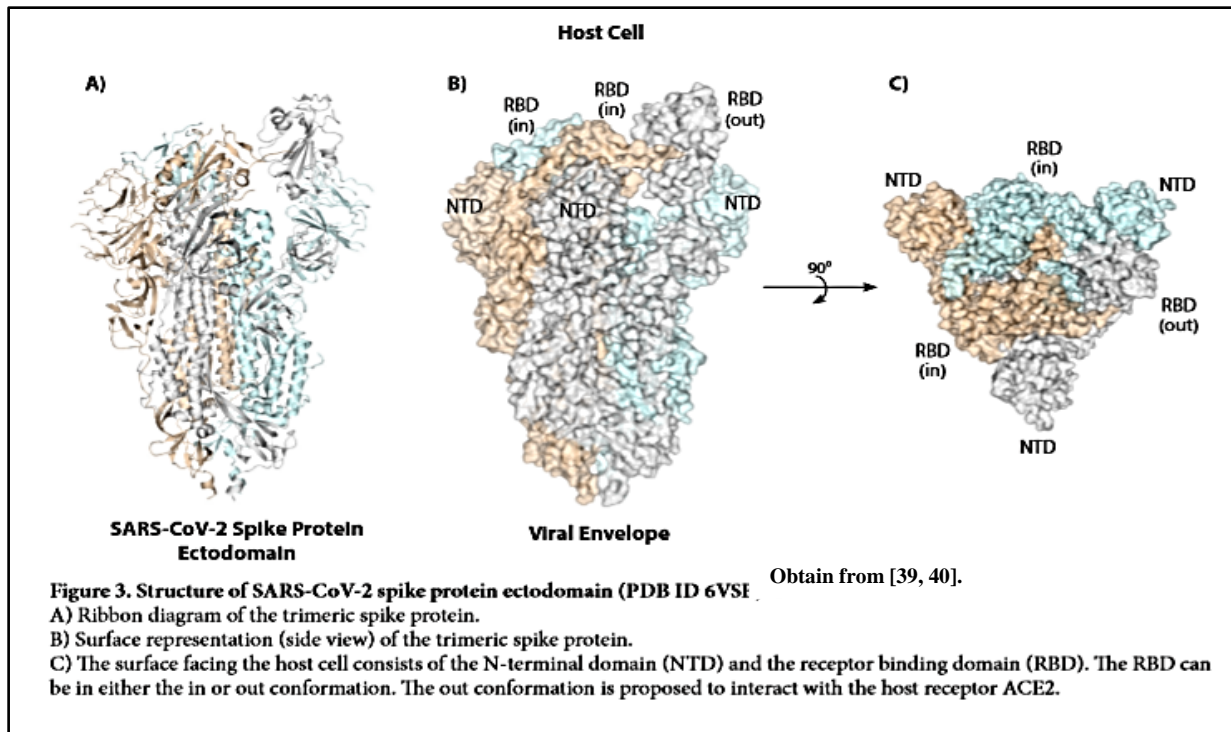 Host Cell
A)
B)
C)
RBD
(in)
RBD
(in)
RBD
(out)
NTD
NTD
NTD
90°
NTD
RBD
(in)
NTD
RBD
(out)
RBD
(in)
NTD
SARS-CoV-2 Spike Protein
Ectodomain
Viral Envelope
Figure 3. Structure of SARS-CoV-2 spike protein ectodomain (PDB ID
Obtain from [39, 40].
A) Ribbon diagram of the trimeric spike protein.
B) Surface representation (side view) of the trimeric spike protein.
C) The surface facing the host cell consists of the N-terminal domain (NTD) and the receptor binding domain (RBD). The RBD can
be in either the in or out conformation. The out conformation is proposed to interact with the host receptor ACE2.